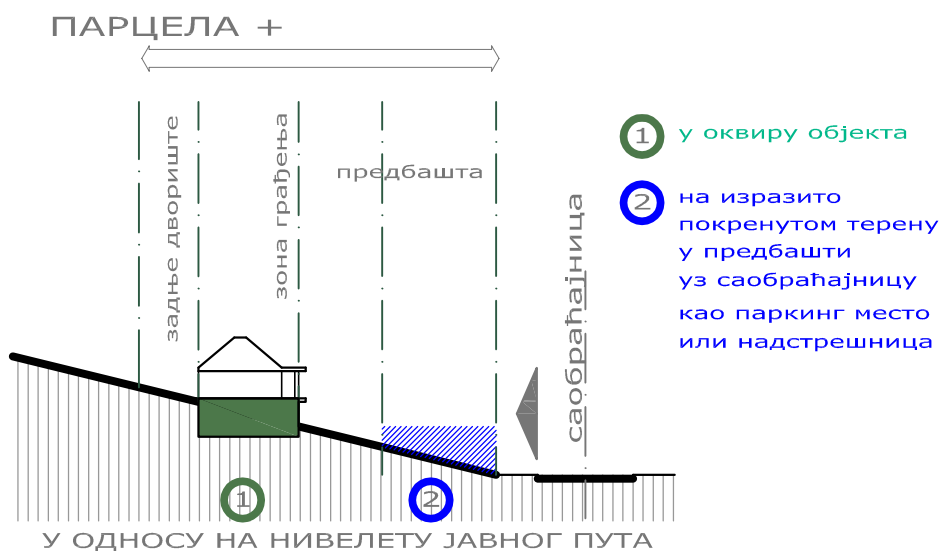 ПАРЦЕЛА +
задње двориште
зона грађења
предбашта
саобраћајница
1 у оквиру објекта
2 на изразито
покренутом терену
у предбашти
уз саобраћајницу
као паркинг место
или надстрешница
1
2
У ОДНОСУ НА НИВЕЛЕТУ ЈАВНОГ ПУТА